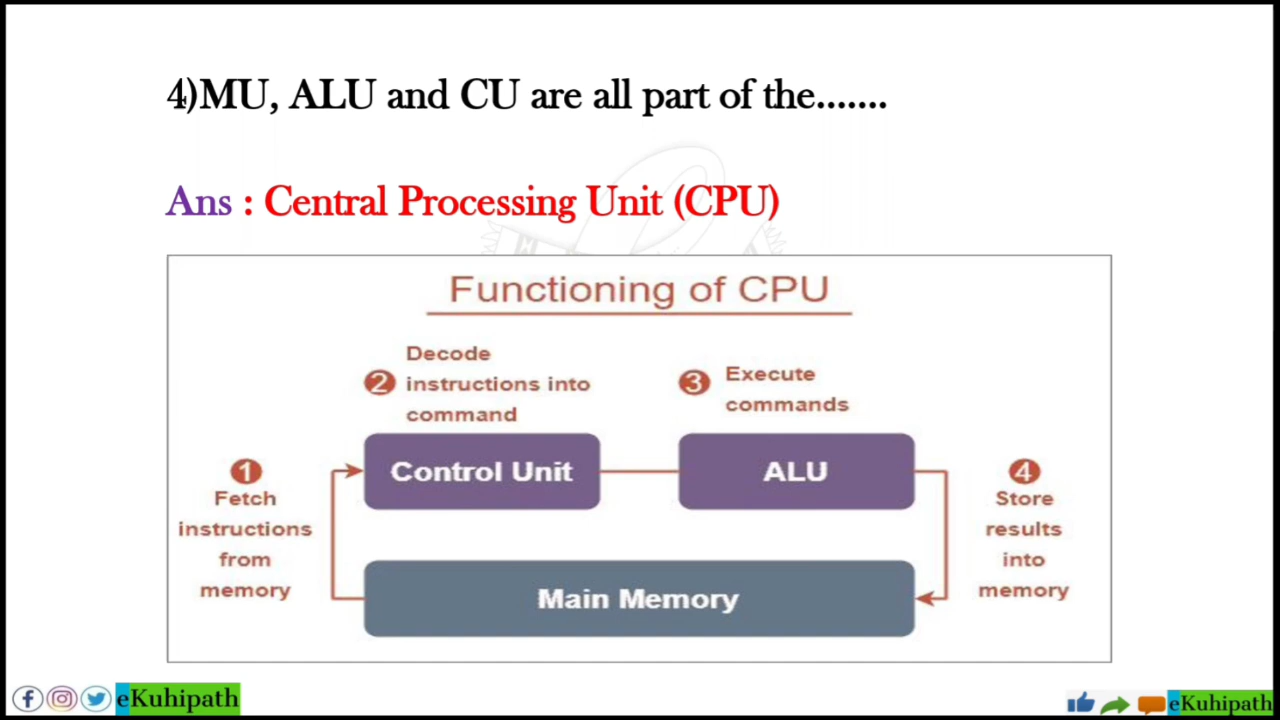 4)MU, ALU and CU are all part of the.......
Ans : Central Processing Unit (CPU)
Functioning of CPU
2 Decode
instructions into
command
3 Execute
commands
Control Unit
ALU
1
Fetch
instructions
from
memory
4
Store
results
into
memory
Main Memory
eKuhipath
eKuhipath